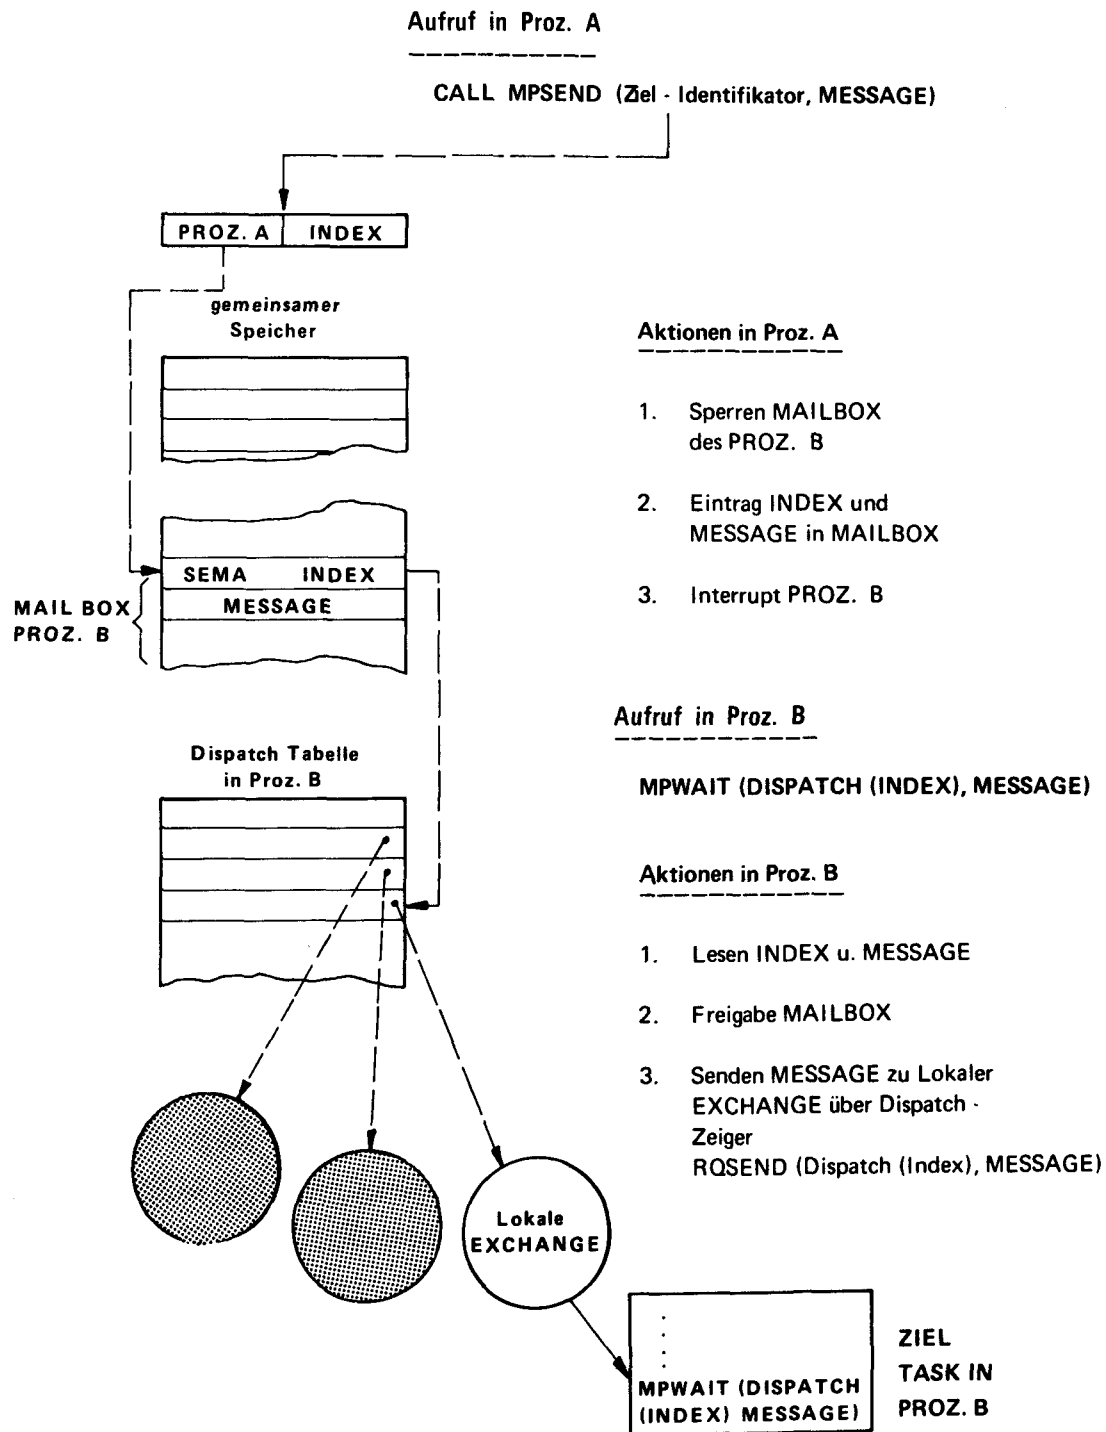 Aufruf in Proz. A
CALL MPSEND (Ziel - Identifikator, MESSAGE)
PROZ. A INDEX
gemeinsamer
Speicher
SEMA INDEX
MESSAGE
MAIL BOX
PROZ. B
Dispatch Tabelle
in Proz. B
Lokale
EXCHANGE
Aktionen in Proz. A
1. Sperren MAILBOX
des PROZ. B
2. Eintrag INDEX und
MESSAGE in MAILBOX
3. Interrupt PROZ. B
Aufruf in Proz. B
MPWAIT (DISPATCH (INDEX), MESSAGE)
Aktionen in Proz. B
1. Lesen INDEX u. MESSAGE
2. Freigabe MAILBOX
3. Senden MESSAGE zu Lokaler
EXCHANGE über Dispatch -
Zeiger
RQSEND (Dispatch (Index), MESSAGE)
MPWAIT (DISPATCH
(INDEX) MESSAGE)
ZIEL
TASK IN
PROZ. B